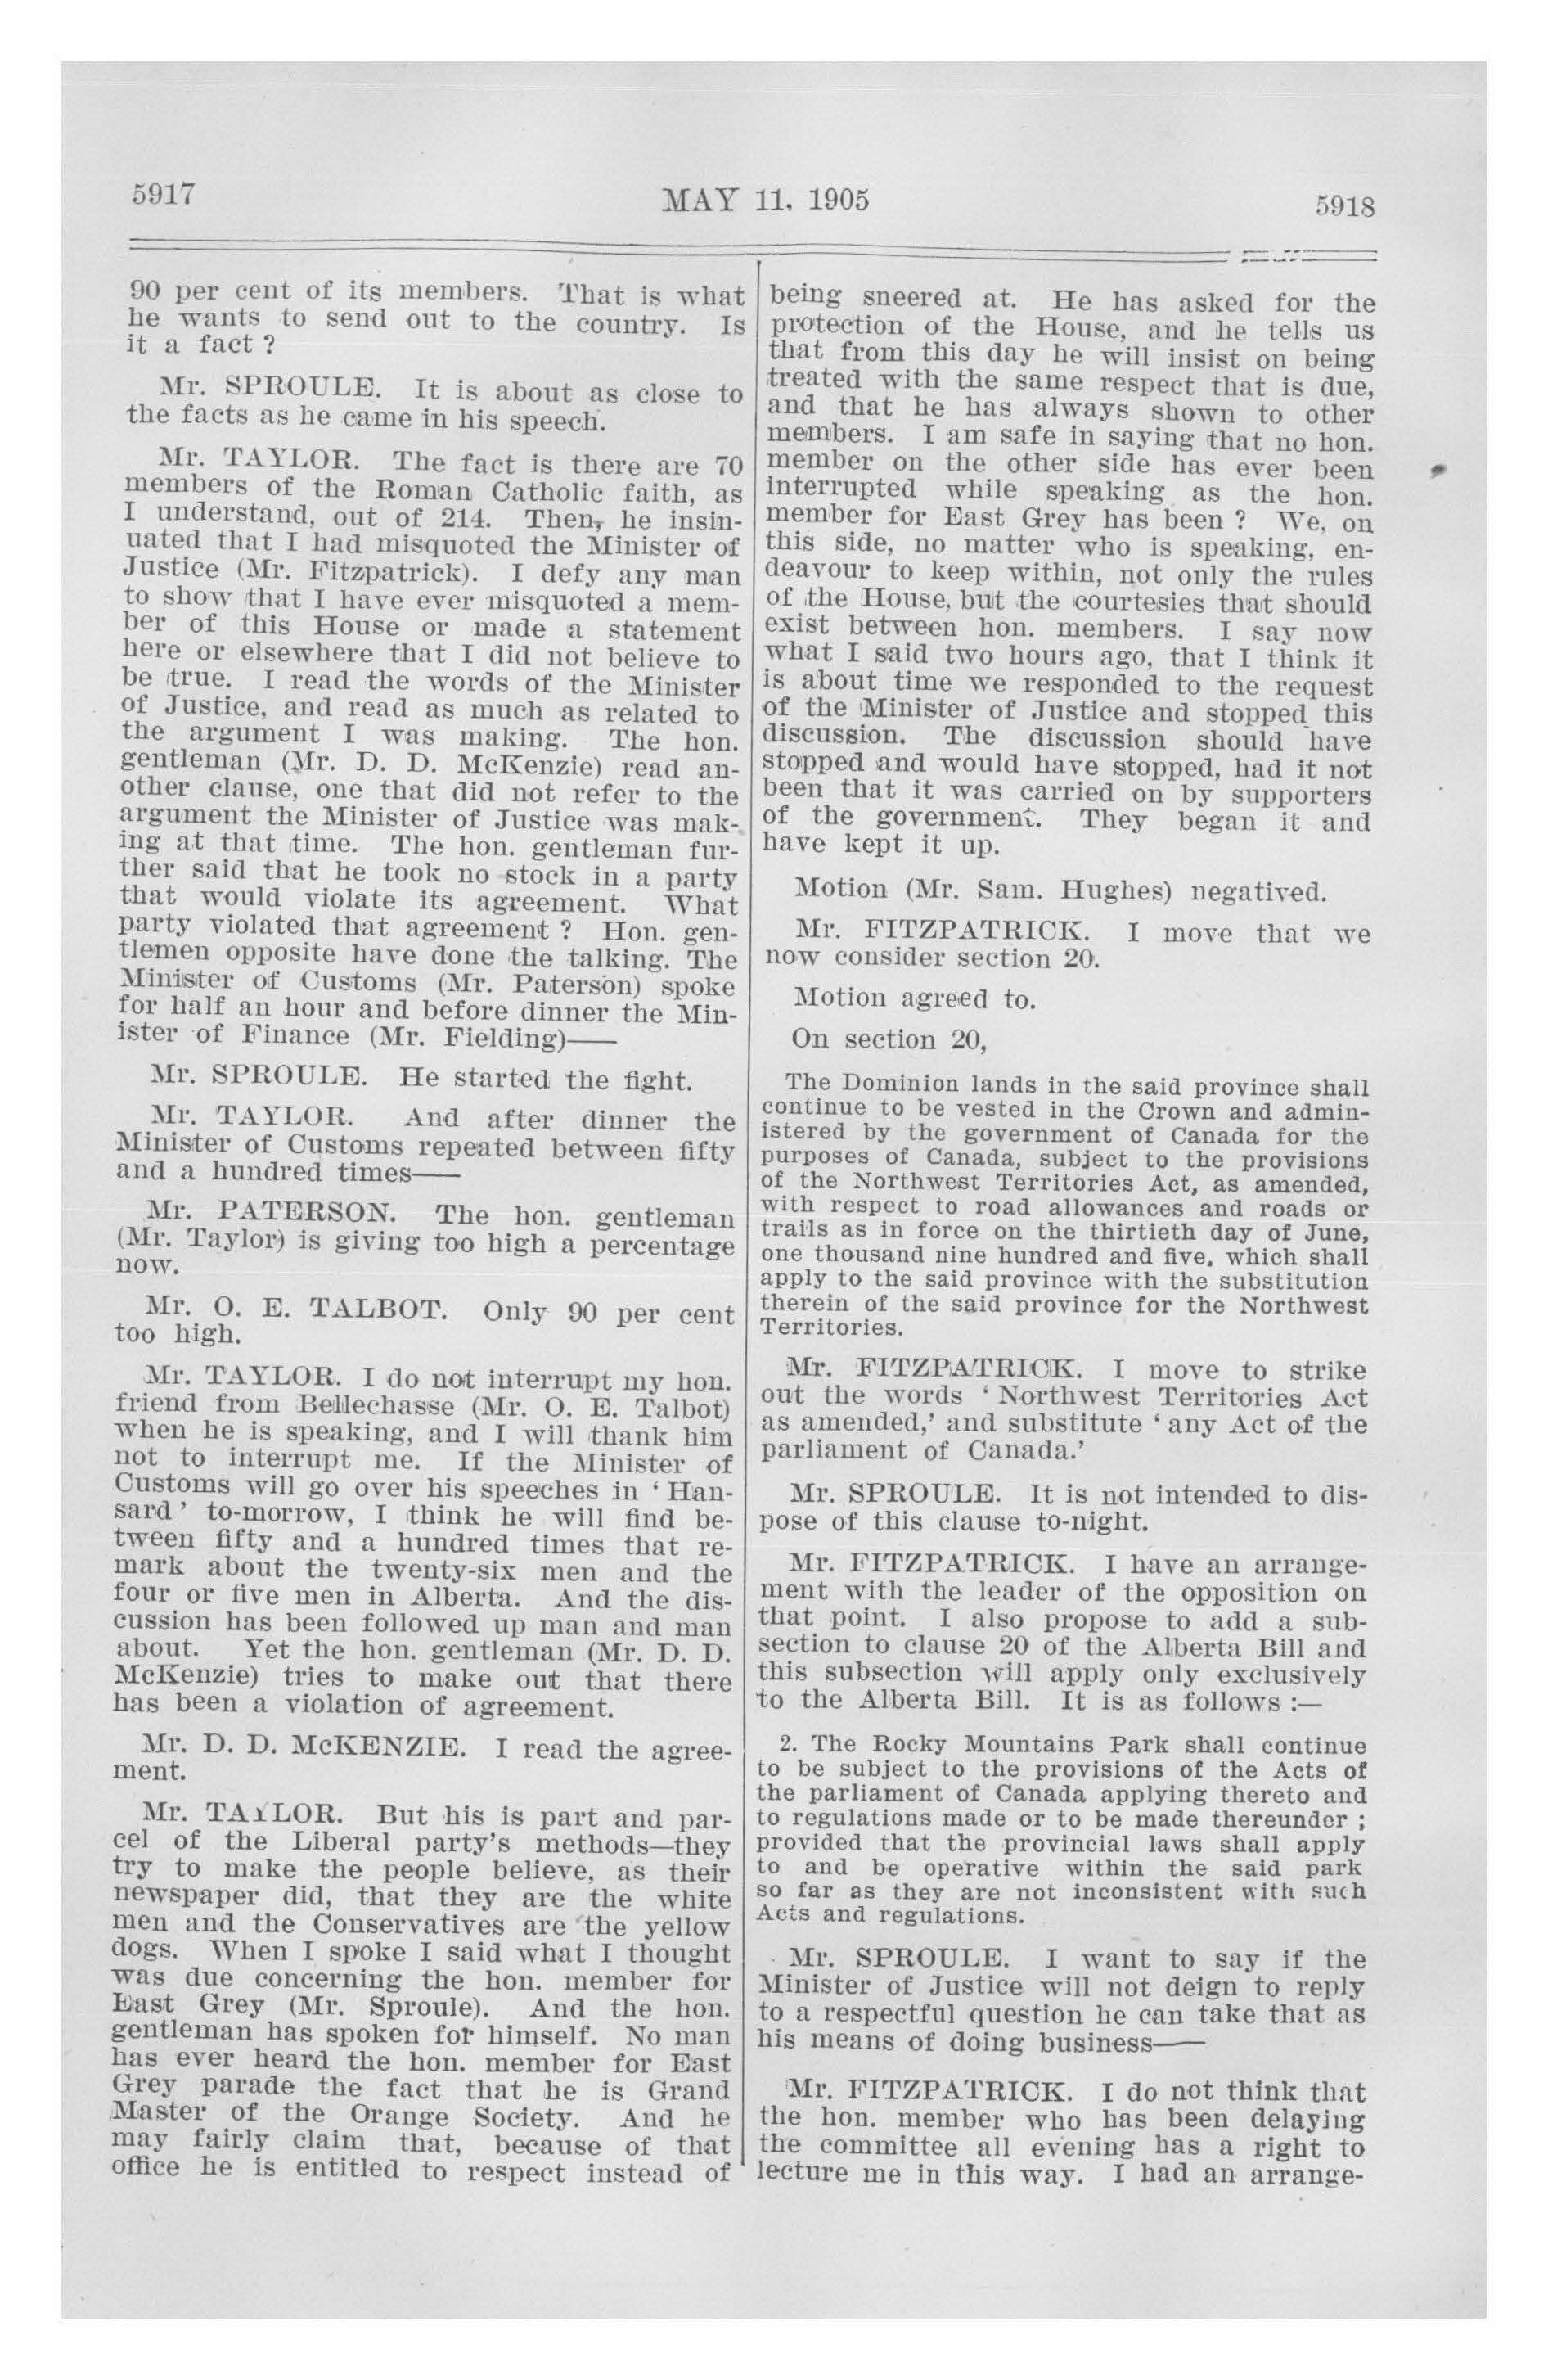 5917
MAY 11, 1905
5918
90 per cent of its members. That is what
he wants to send out to the country. Is
it a fact ?
Mr. SPROULE. It is about as close to
the facts as he came in his speech.
Mr. TAYLOR. The fact is there are 70
members of the Roman Catholic faith, as
I understand, out of 214. Then, he insin-
uated that I had misquoted the Minister of
Justice (Mr. Fitzpatrick). I defy any man
to show that I have ever misquoted a mem-
ber of this House or made a statement
here or elsewhere that I did not believe to
be true. I read the words of the Minister
of Justice, and read as much as related to
the argument I was making. The hon.
gentleman (Mr. D. D. McKenzie) read an-
other clause, one that did not refer to the
argument the Minister of Justice was mak-
ing at that time. The hon. gentleman fur-
ther said that he took no stock in a party
that would violate its agreement. What
party violated that agreement ? Hon. gen-
tlemen opposite have done the talking. The
Minister of Customs (Mr. Paterson) spoke
for half an hour and before dinner the Min-
ister of Finance (Mr. Fielding)——
Mr. SPROULE. He started the fight.
Mr. TAYLOR. And after dinner the
Minister of Customs repeated between fifty
and a hundred times——
Mr. PATERSON. The hon. gentleman
(Mr. Taylor) is giving too high a percentage
now.
Mr. O. E. TALBOT. Only 90 per cent
too high.
Mr. TAYLOR. I do not interrupt my hon.
friend from Bellechasse (Mr. O. E. Talbot)
when he is speaking, and I will thank him
not to interrupt me. If the Minister of
Customs will go over his speeches in ‘ Han-
sard ’ to-morrow, I think he will find be-
tween fifty and a hundred times that re-
mark about the twenty-six men and the
four or five men in Alberta. And the dis-
cussion has been followed up man and man
about. Yet the hon. gentleman (Mr. D. D.
McKenzie) tries to make out that there
has been a violation of agreement.
Mr. D. D. McKENZIE. I read the agree-
ment.
Mr. TAYLOR. But his is part and par-
cel of the Liberal party's methods—they
try to make the people believe, as their
newspaper did, that they are the white
men and the Conservatives are the yellow
dogs. When I spoke I said what I thought
was due concerning the hon. member for
East Grey (Mr. Sproule). And the hon.
gentleman has spoken for himself. No man
has ever heard the hon. member for East
Grey parade the fact that he is Grand
Master of the Orange Society. And he
may fairly claim that, because of that
office he is entitled to respect instead of
being sneered at. He has asked for the
protection of the House, and he tells us
that from this day he will insist on being
treated with the same respect that is due,
and that he has always shown to other
members. I am safe in saying that no hon.
member on the other side has ever been
interrupted while speaking as the hon.
member for East Grey has been ? We, on
this side, no matter who is speaking, en-
deavour to keep within, not only the rules
of the House, but the courtesies that should
exist between hon. members. I say now
what I said two hours ago, that I think it
is about time we responded to the request
of the Minister of Justice and stopped this
discussion. The discussion should have
stopped and would have stopped, had it not
been that it was carried on by supporters
of the government. They began it and
have kept it up.
Motion (Mr. Sam. Hughes) negatived.
Mr. FITZPATRICK. I move that we
now consider section 20.
Motion agreed to.
On section 20,
The Dominion lands in the said province shall
continue to be vested in the Crown and admin-
istered by the government of Canada for the
purposes of Canada, subject to the provisions
of the Northwest Territories Act, as amended,
with respect to road allowances and roads or
trails as in force on the thirtieth day of June,
one thousand nine hundred and five, which shall
apply to the said province with the substitution
therein of the said province for the Northwest
Territories.
Mr. FITZPATRICK. I move to strike
out the words ‘ Northwest Territories Act
as amended,’ and substitute ‘ any Act of the
parliament of Canada.’
Mr. SPROULE. It is not intended to dis-
pose of this clause to-night.
Mr. FITZPATRICK. I have an arrange-
ment with the leader of the opposition on
that point. I also propose to add a sub-
section to clause 20 of the Alberta Bill and
this subsection will apply only exclusively
to the Alberta Bill. It is as follows :—
2. The Rocky Mountains Park shall continue
to be subject to the provisions of the Acts of
the parliament of Canada applying thereto and
to regulations made or to be made thereunder ;
provided that the provincial laws shall apply
to and be operative within the said park
so far as they are not inconsistent with such
Acts and regulations.
Mr. SPROULE. I want to say if the
Minister of Justice will not deign to reply
to a respectful question he can take that as
his means of doing business——
Mr. FITZPATRICK. I do not think that
the hon. member who has been delaying
the committee all evening has a right to
lecture me in this way. I had an arrange-